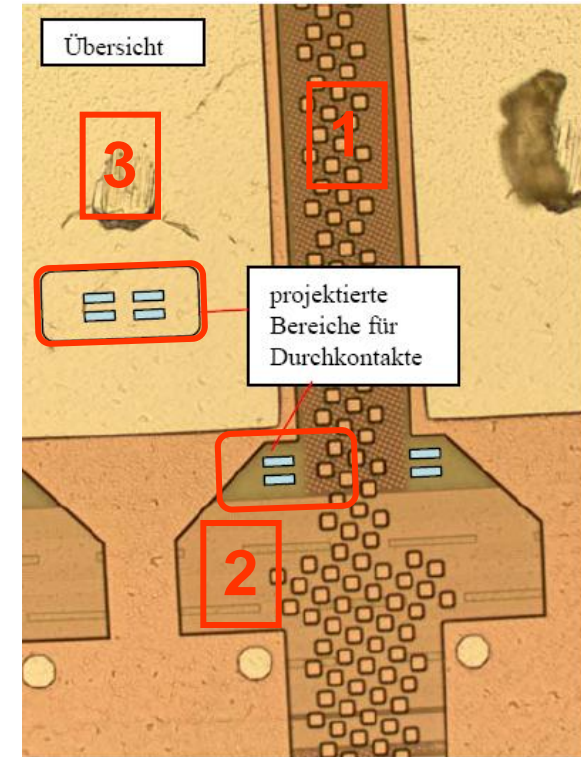 Übersicht
1
3
projektierte
Bereiche für
Durchkontakte
2